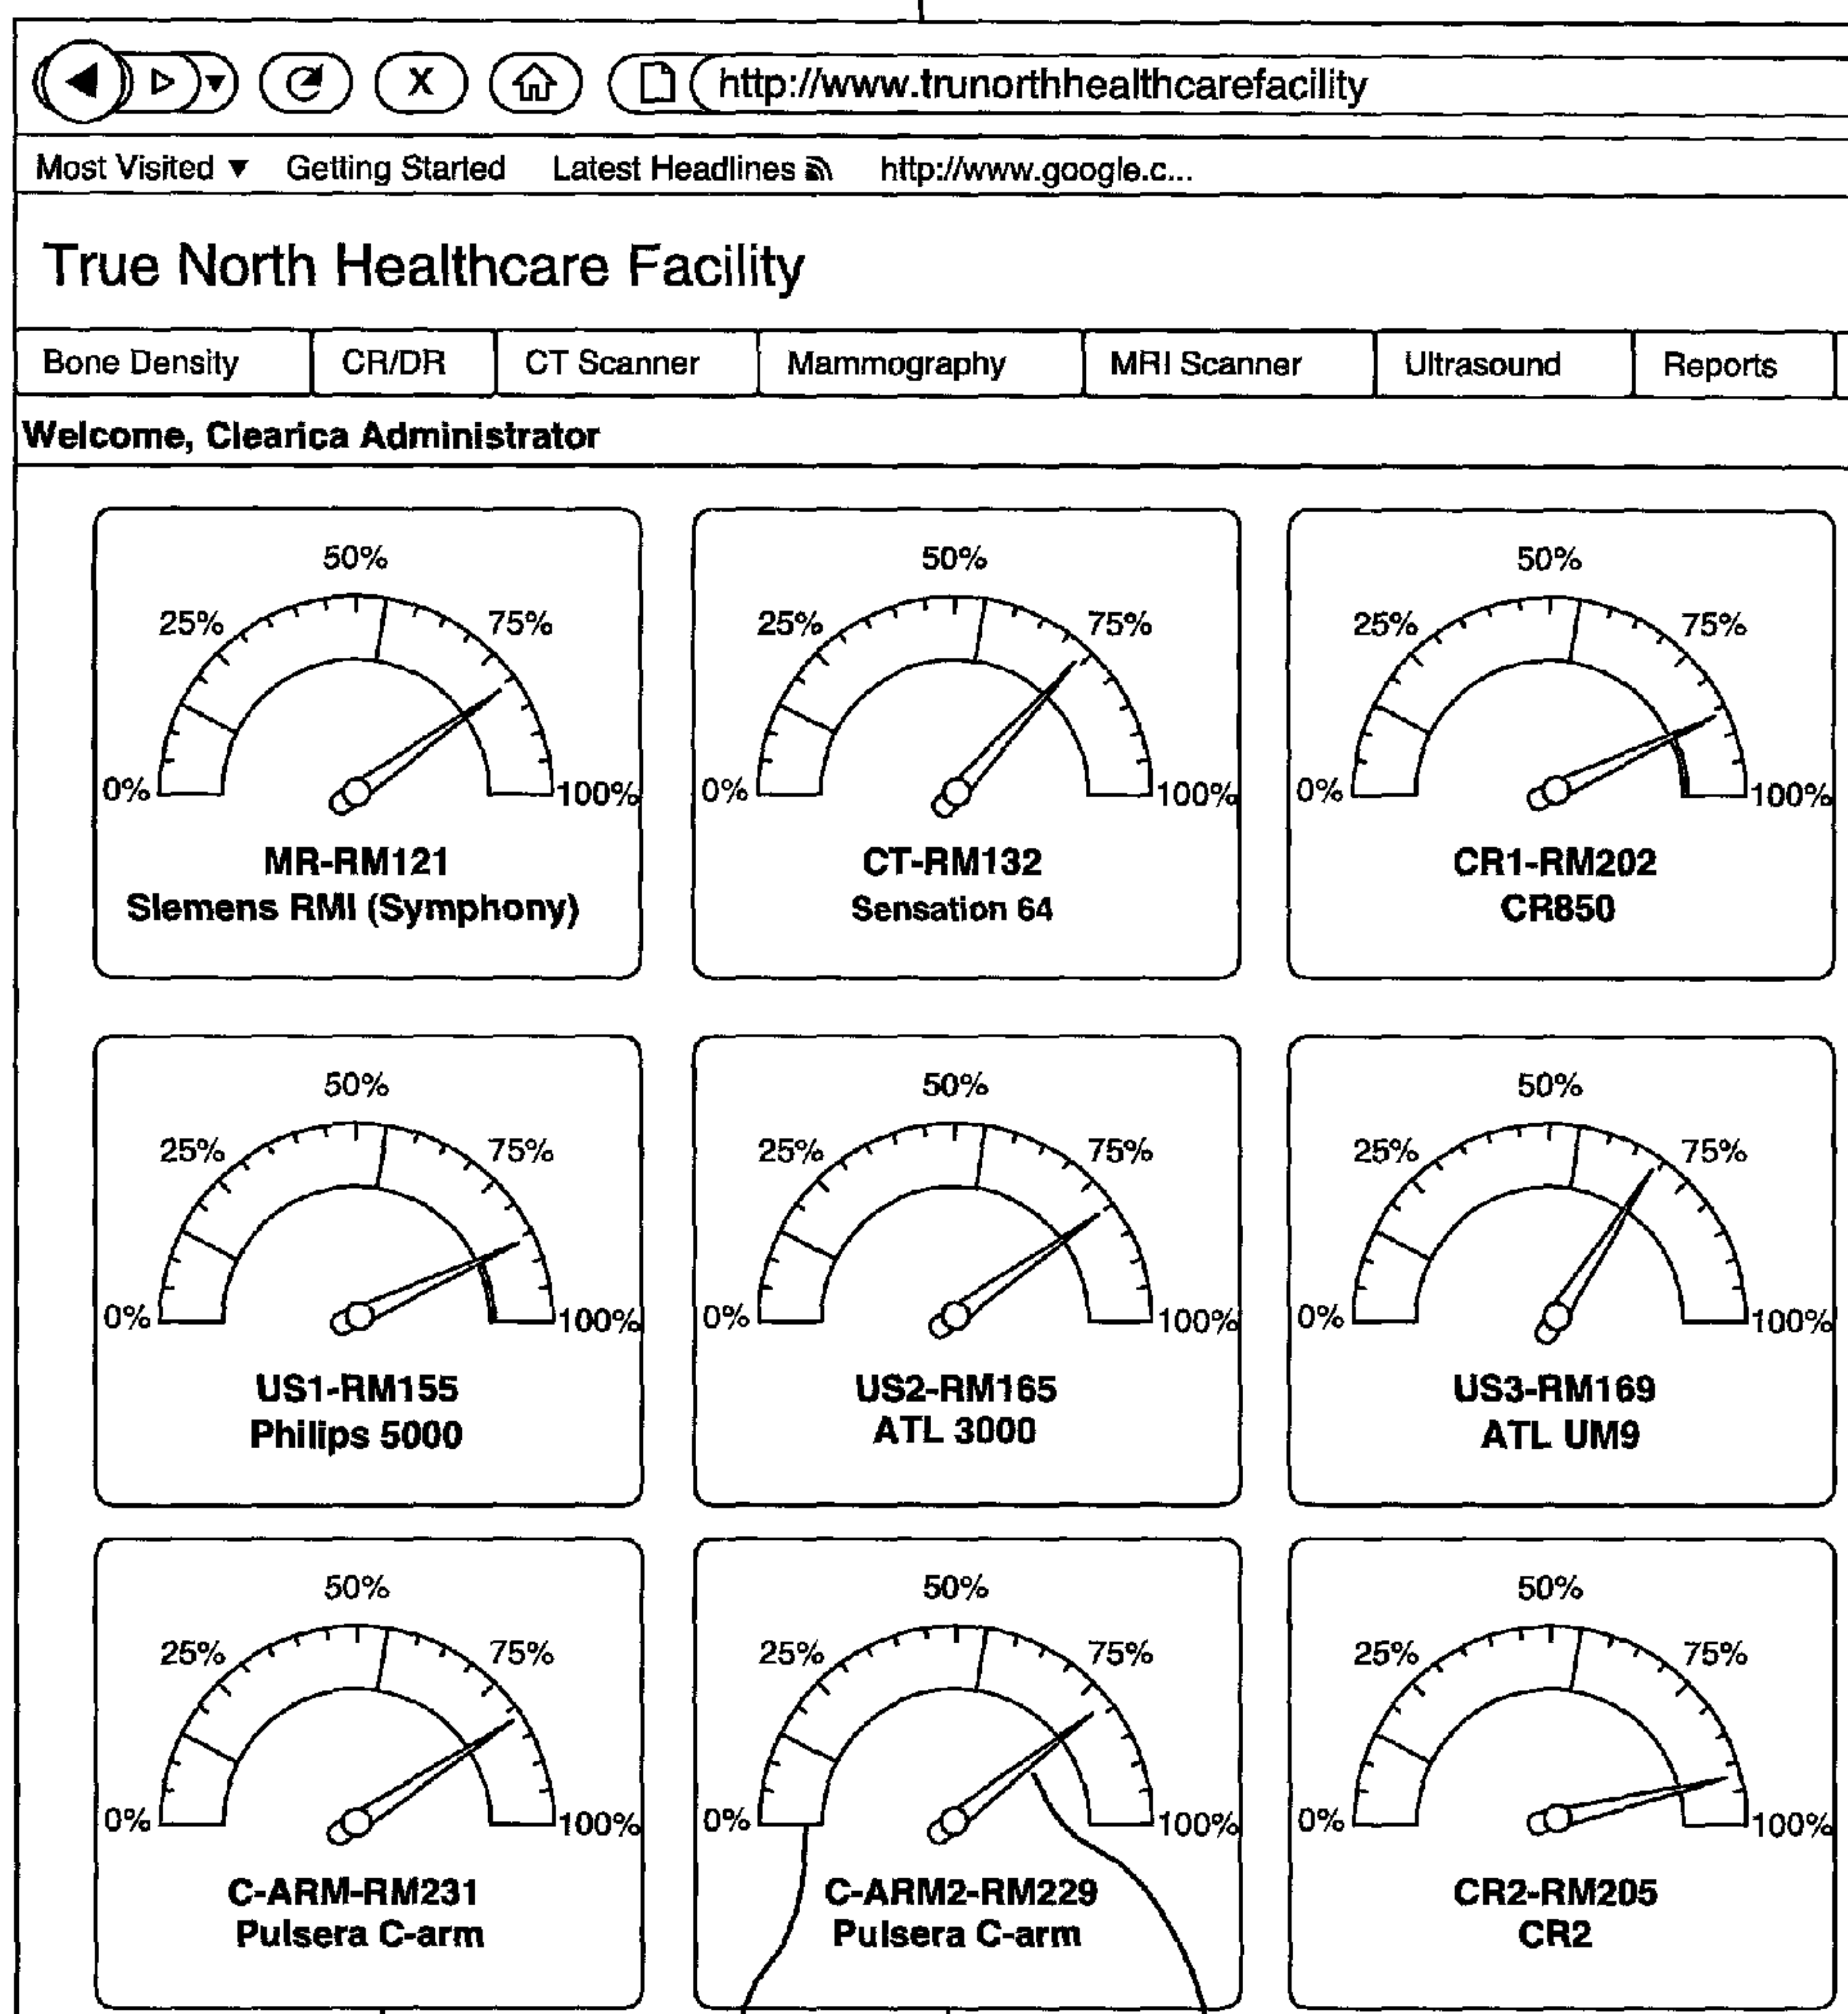 X http://www.trunorthhealthcarefacility
Most Visited Getting Started Latest Headlines http://www.google.c...
True North Healthcare Facility
Bone Density CR/DR CT Scanner Mammography MRI Scanner Ultrasound Reports
Welcome, Clearica Administrator
50% 50% 50%
25% 75% 25% 75% 25% 75%
0% 100% 0% 100% 0% 100%
MR-RM121 CT-RM132 CR1-RM202
Siemens RMI (Symphony) Sensation 64 CR850
50% 50% 50%
25% 75% 25% 75% 25% 75%
0% 100% 0% 100% 0% 100%
US1-RM155 US2-RM165 US3-RM169
Philips 5000 ATL 3000 ATL UM9
50% 50% 50%
25% 75% 25% 75% 25% 75%
0% 100% 0% 100% 0% 100%
C-ARM-RM231 C-ARM2-RM229 CR2-RM205
Pulsera C-arm Pulsera C-arm CR2